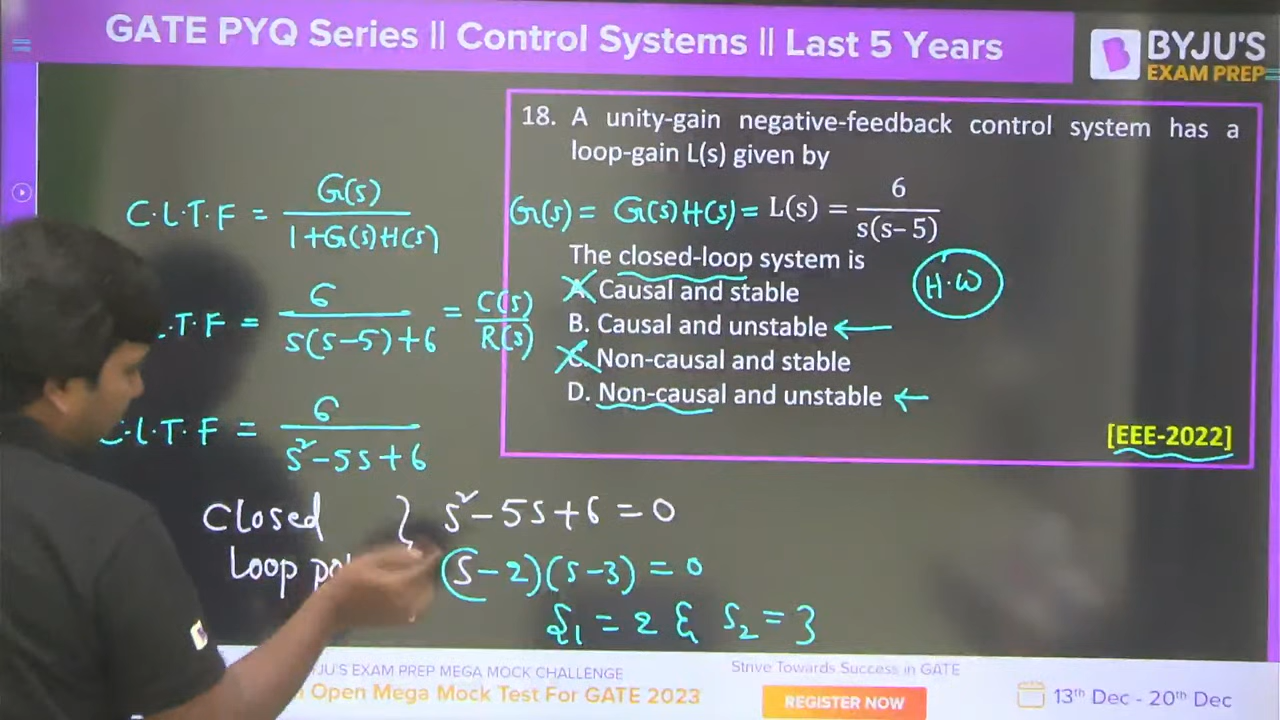 GATE PYQ Series || Control Systems || Last 5 Years
BYJU'S
EXAM PREP
18. A unity-gain negative-feedback control system has a
loop-gain L(s) given by
G(s) = G(s)H(s) = L(s) = 6/s(s-5)
The closed-loop system is
H.W
A. Causal and stable
B. Causal and unstable ←
C. Non-causal and stable
D. Non-causal and unstable ←
[EEE-2022]
C.L.T.F = G(s)/1+G(s)H(s)
.T.F = 6/s(s-5)+6 = C(s)/R(s)
C.L.T.F = 6/s²-5s+6
Closed } s²-5s+6=0
Loop
(s-2)(s-3)=0
s₁=2 & s₂=3
JU'S EXAM PREP MEGA MOCK CHALLENGE
Open Mega Mock Test For GATE 2023
Strive Towards Success in GATE
REGISTER NOW
13th Dec - 20th Dec